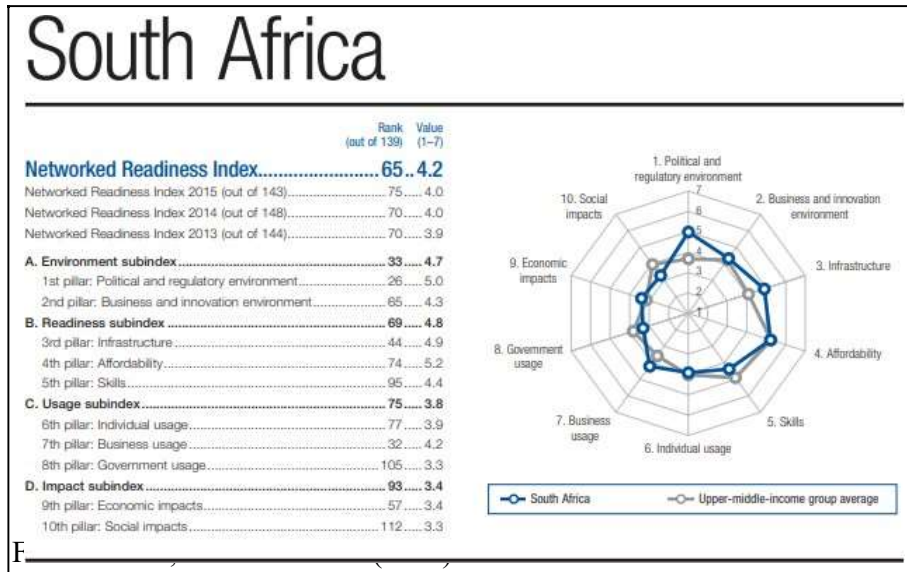 South Africa
Rank Value
(out of 139) (1–7)
Networked Readiness Index........................65..4.2
Networked Readiness Index 2015 (out of 143)........................75.....4.0
Networked Readiness Index 2014 (out of 148)........................70.....4.0
Networked Readiness Index 2013 (out of 144)........................70.....3.9
A. Environment subindex........................33.....4.7
1st pillar: Political and regulatory environment........................26.....5.0
2nd pillar: Business and innovation environment........................65.....4.3
B. Readiness subindex........................69.....4.8
3rd pillar: Infrastructure........................44.....4.9
4th pillar: Affordability........................74.....5.2
5th pillar: Skills........................95.....4.4
C. Usage subindex........................75.....3.8
6th pillar: Individual usage........................77.....3.9
7th pillar: Business usage........................32.....4.2
8th pillar: Government usage........................105.....3.3
D. Impact subindex........................93.....3.4
9th pillar: Economic impacts........................57.....3.4
10th pillar: Social impacts........................112.....3.3
1. Political and
regulatory environment
2. Business and innovation
environment
3. Infrastructure
4. Affordability
5. Skills
6. Individual usage
7. Business
usage
8. Government
usage
9. Economic
impacts
10. Social
impacts
7
6
5
4
3
2
1
South Africa
Upper-middle-income group average